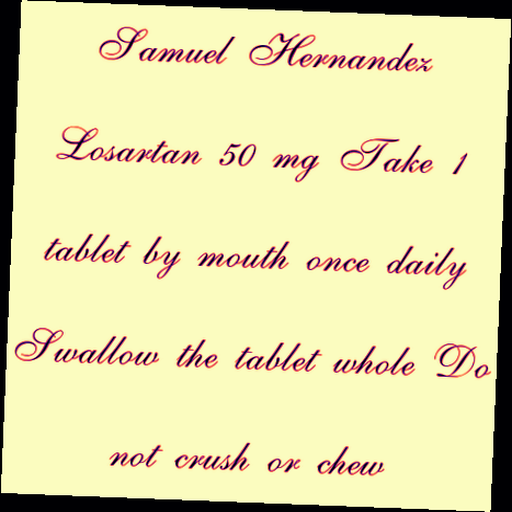 Samuel Hernandez
Losartan 50 mg Take 1
tablet by mouth once daily
Swallow the tablet whole Do
not crush or chew